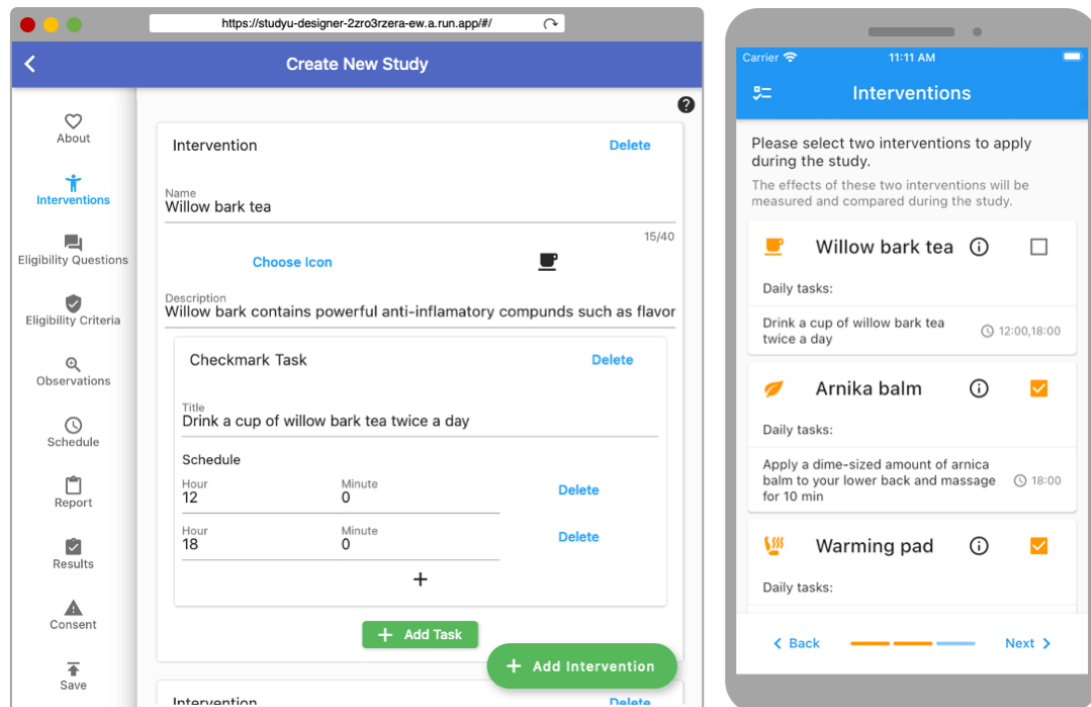 https://studyu-designer-2zro3rzera-ew.a.run.app/#/
Create New Study
About
Interventions
Eligibility Questions
Eligibility Criteria
Observations
Schedule
Report
Results
Consent
Save
?
Intervention Delete
Name
Willow bark tea
15/40
Choose Icon
Description
Willow bark contains powerful anti-inflamatory compunds such as flavor
Checkmark Task Delete
Title
Drink a cup of willow bark tea twice a day
Schedule
Hour Minute
12 0 Delete
Hour Minute
18 0 Delete
+
+ Add Task
+ Add Intervention
Intervention Delete
Carrier 11:11 AM
Interventions
Please select two interventions to apply
during the study.
The effects of these two interventions will be
measured and compared during the study.
Willow bark tea
Daily tasks:
Drink a cup of willow bark tea
twice a day
12:00,18:00
Arnika balm
Daily tasks:
Apply a dime-sized amount of arnica
balm to your lower back and massage
for 10 min
18:00
Warming pad
Daily tasks:
Back Next